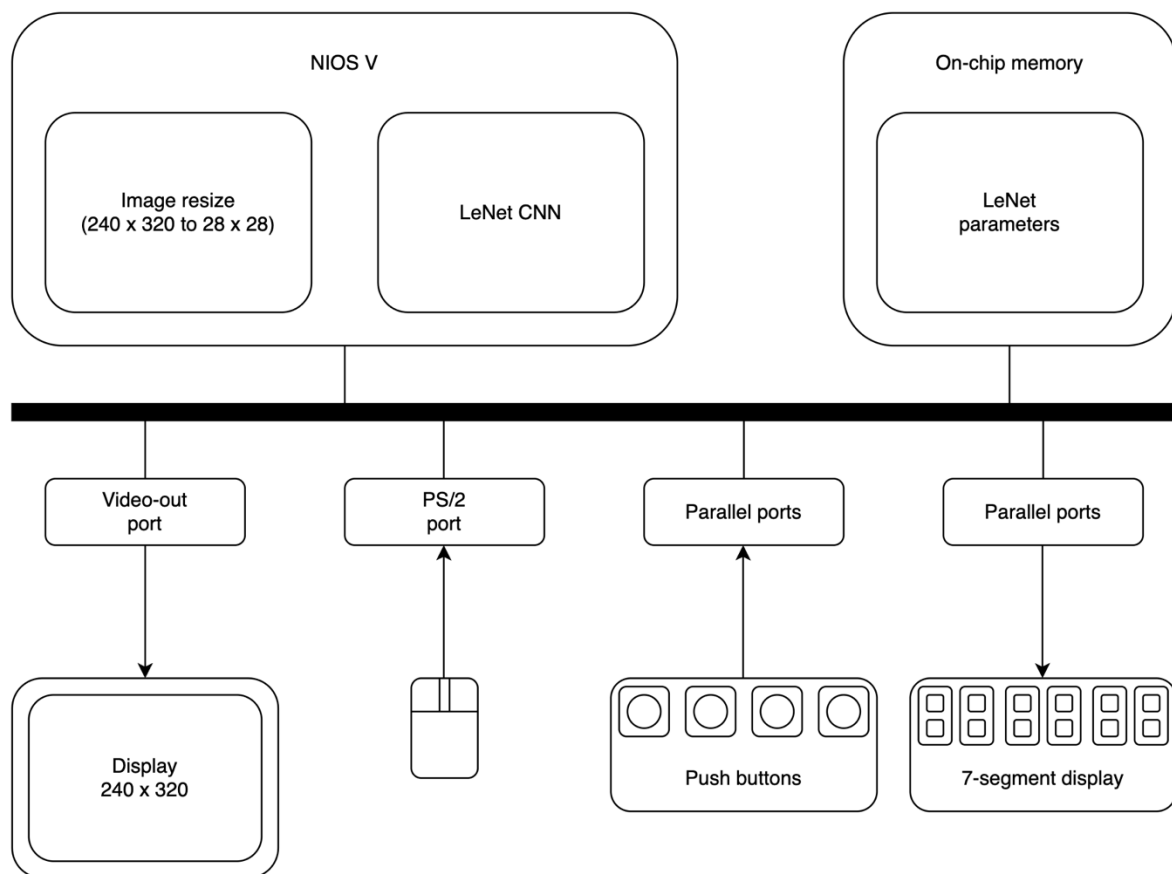 NIOS V
On-chip memory
Image resize
(240 x 320 to 28 x 28)
LeNet CNN
LeNet
parameters
Video-out
port
PS/2
port
Parallel ports
Parallel ports
Display
240 x 320
Push buttons
7-segment display